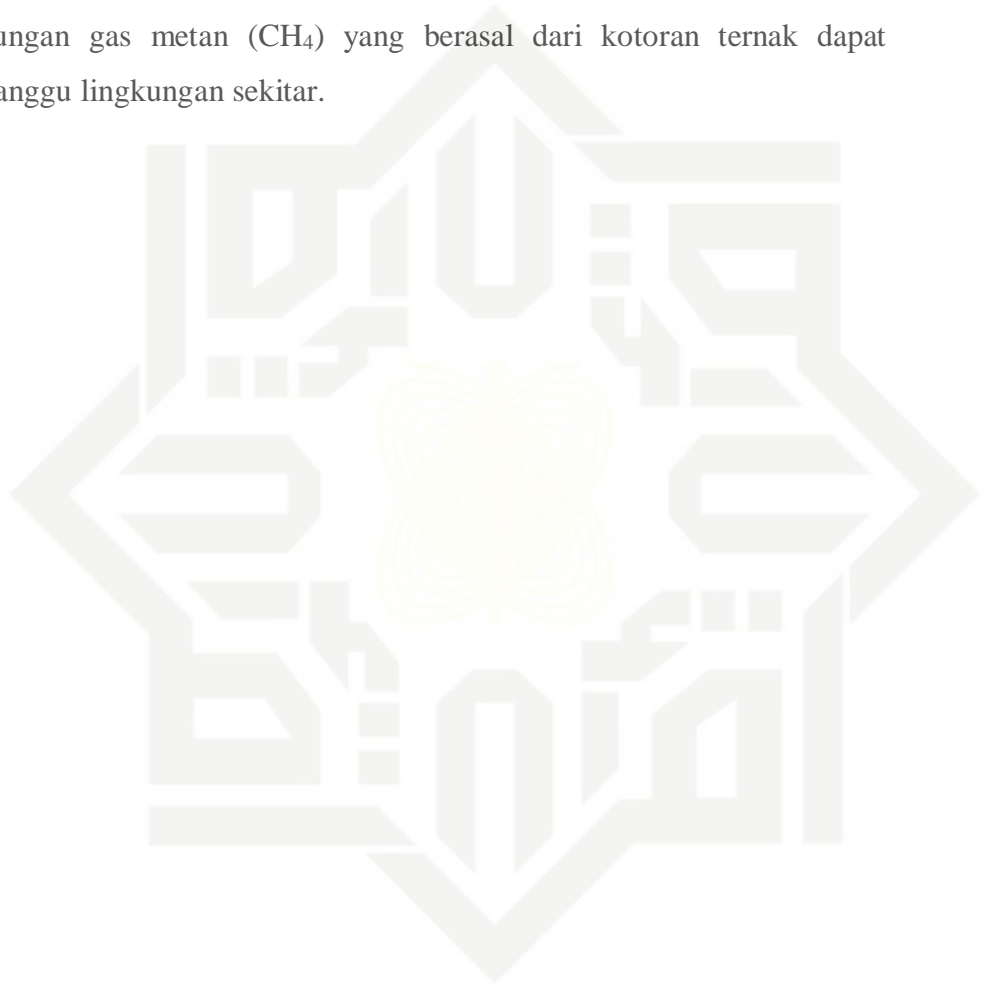 ungan gas metan (CH₄) yang berasal dari kotoran ternak dapat
anggu lingkungan sekitar.